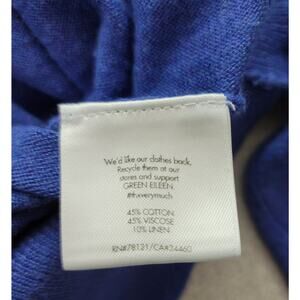 We'd like our clothes back.
Recycle them at our
stores and support
GREEN EILEEN.
#thxverymuch
45% COTTON
45% VISCOSE
10% LINEN
RN#78121/CA#24460